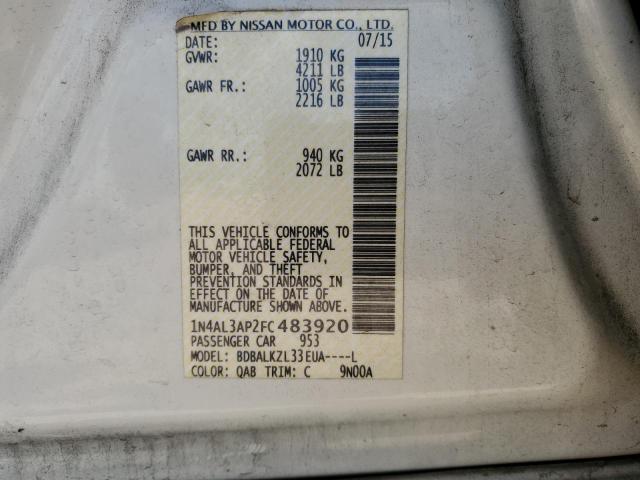 MFD BY NISSAN MOTOR CO., LTD.
DATE: 07/15
GVWR: 1910 KG
4211 LB
GAWR FR.: 1005 KG
2216 LB
GAWR RR.: 940 KG
2072 LB
THIS VEHICLE CONFORMS TO
ALL APPLICABLE FEDERAL
MOTOR VEHICLE SAFETY,
BUMPER, AND THEFT
PREVENTION STANDARDS IN
EFFECT ON THE DATE OF
MANUFACTURE SHOWN ABOVE.
1N4AL3AP2FC483920
PASSENGER CAR 953
MODEL: BDBALKZL33EUA----L
COLOR: QAB TRIM: C 9N00A